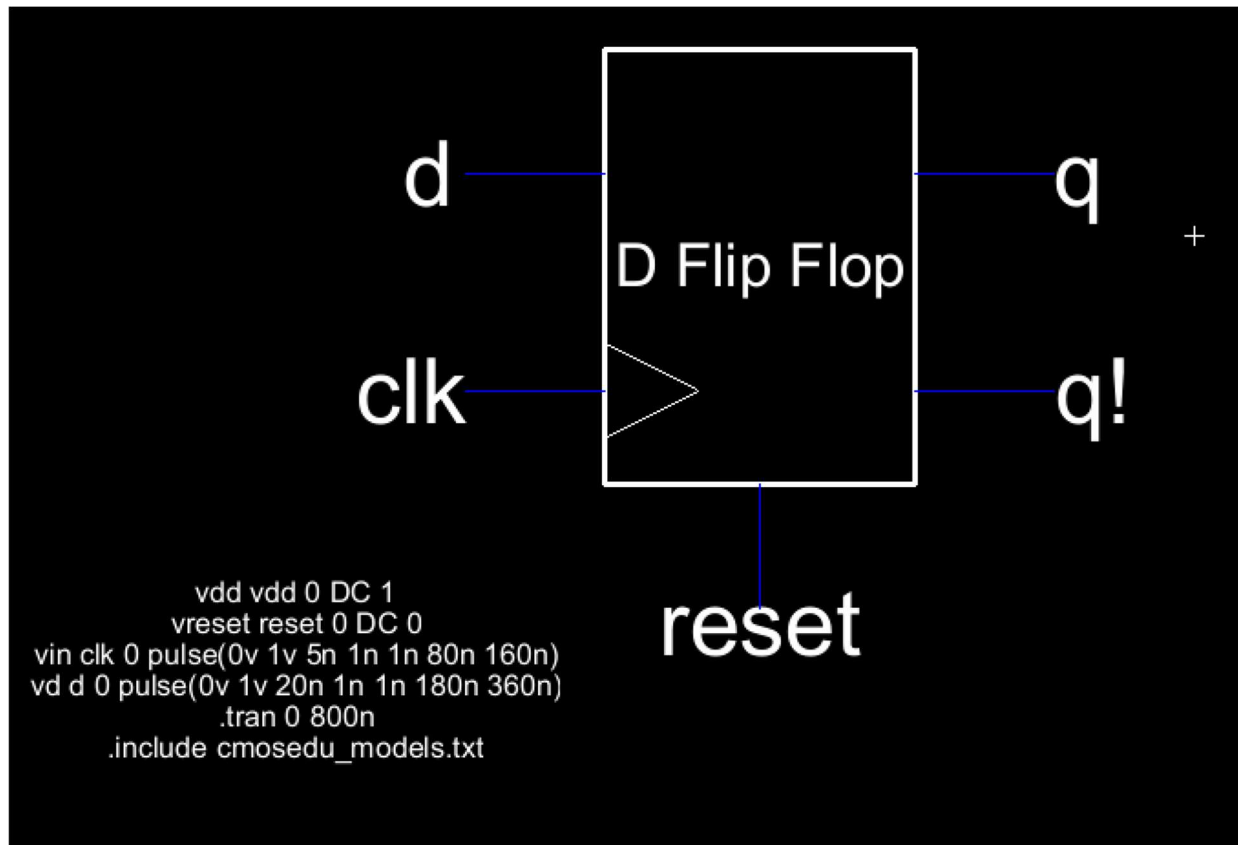 d
q
D Flip Flop
clk
q!
reset
vdd vdd 0 DC 1
vreset reset 0 DC 0
vin clk 0 pulse(0v 1v 5n 1n 1n 80n 160n)
vd d 0 pulse(0v 1v 20n 1n 1n 180n 360n)
.tran 0 800n
.include cmosedu_models.txt